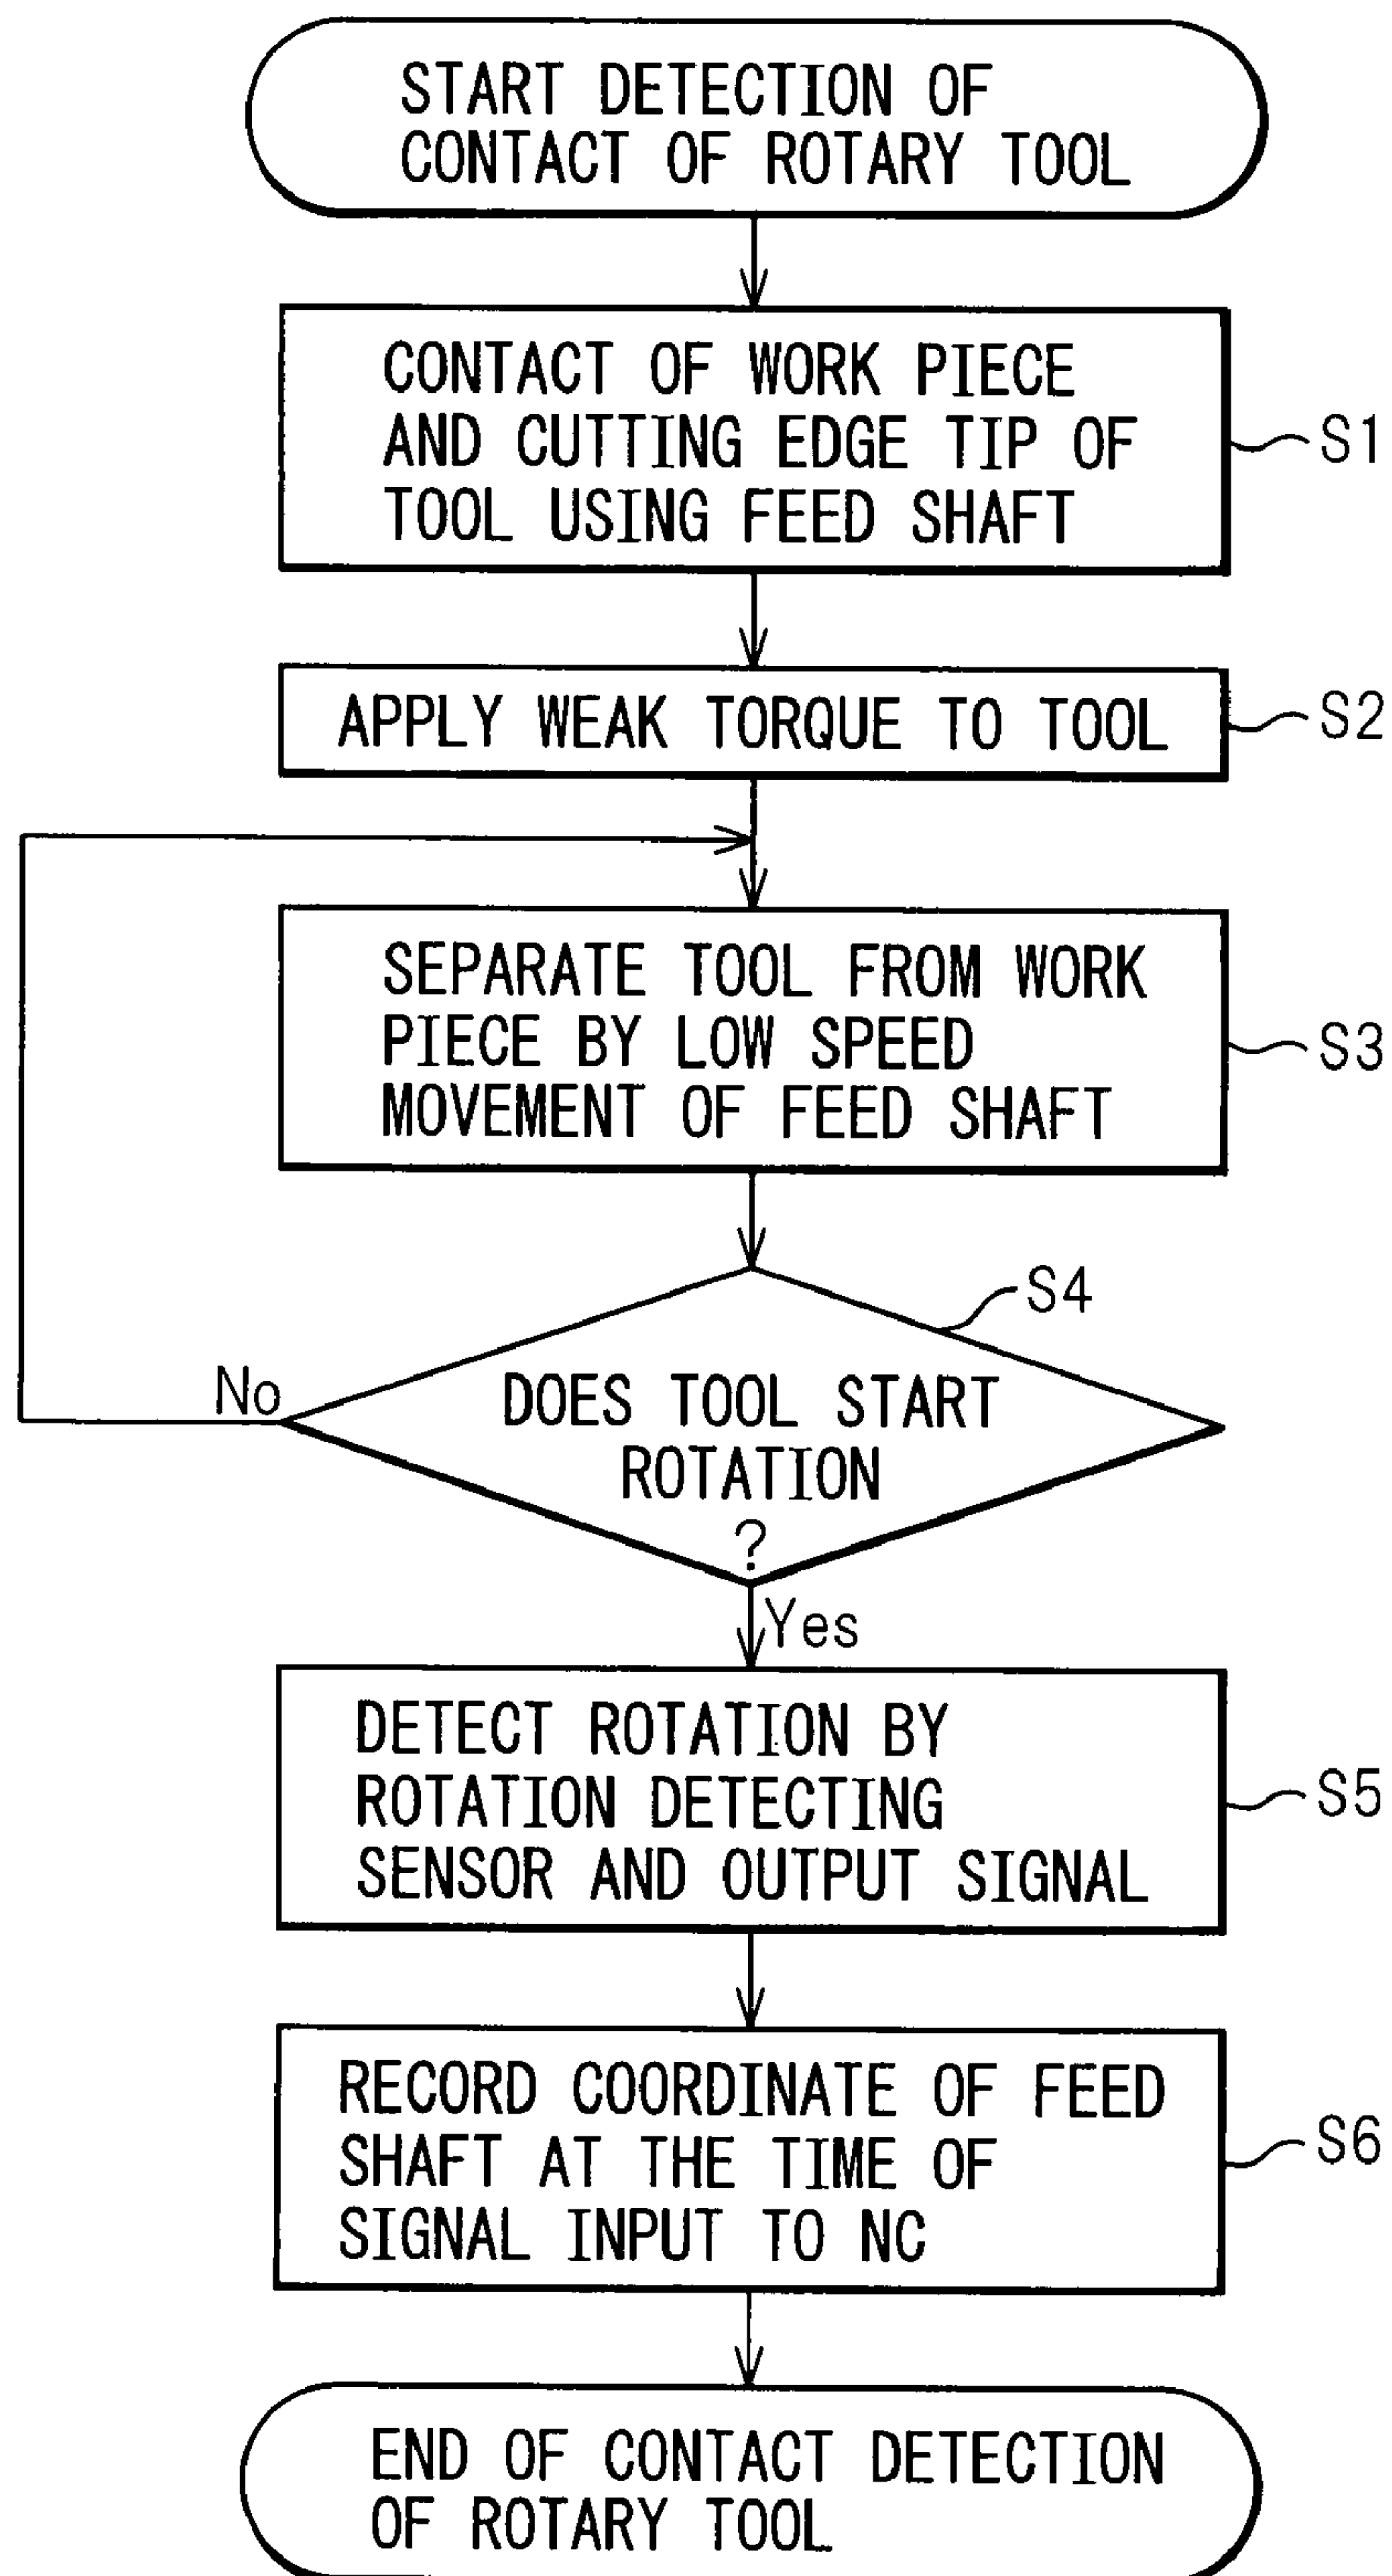 START DETECTION OF
CONTACT OF ROTARY TOOL
CONTACT OF WORK PIECE
AND CUTTING EDGE TIP OF
TOOL USING FEED SHAFT
S1
APPLY WEAK TORQUE TO TOOL
S2
SEPARATE TOOL FROM WORK
PIECE BY LOW SPEED
MOVEMENT OF FEED SHAFT
S3
S4
No
DOES TOOL START
ROTATION
?
Yes
DETECT ROTATION BY
ROTATION DETECTING
SENSOR AND OUTPUT SIGNAL
S5
RECORD COORDINATE OF FEED
SHAFT AT THE TIME OF
SIGNAL INPUT TO NC
S6
END OF CONTACT DETECTION
OF ROTARY TOOL